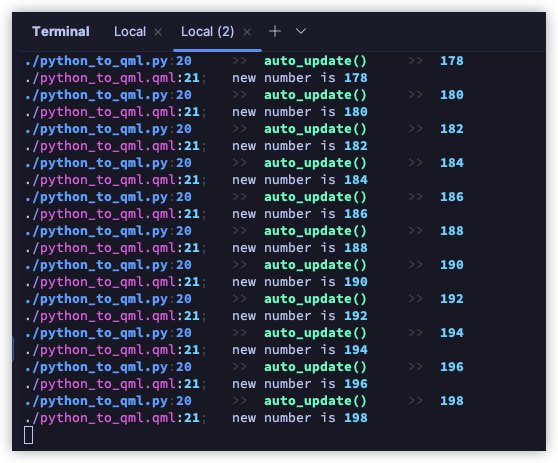 Terminal Local × Local (2) × +
./python_to_qml.py:20 >> auto_update() >> 178
./python_to_qml.qml:21; new number is 178
./python_to_qml.py:20 >> auto_update() >> 180
./python_to_qml.qml:21; new number is 180
./python_to_qml.py:20 >> auto_update() >> 182
./python_to_qml.qml:21; new number is 182
./python_to_qml.py:20 >> auto_update() >> 184
./python_to_qml.qml:21; new number is 184
./python_to_qml.py:20 >> auto_update() >> 186
./python_to_qml.qml:21; new number is 186
./python_to_qml.py:20 >> auto_update() >> 188
./python_to_qml.qml:21; new number is 188
./python_to_qml.py:20 >> auto_update() >> 190
./python_to_qml.qml:21; new number is 190
./python_to_qml.py:20 >> auto_update() >> 192
./python_to_qml.qml:21; new number is 192
./python_to_qml.py:20 >> auto_update() >> 194
./python_to_qml.qml:21; new number is 194
./python_to_qml.py:20 >> auto_update() >> 196
./python_to_qml.qml:21; new number is 196
./python_to_qml.py:20 >> auto_update() >> 198
./python_to_qml.qml:21; new number is 198